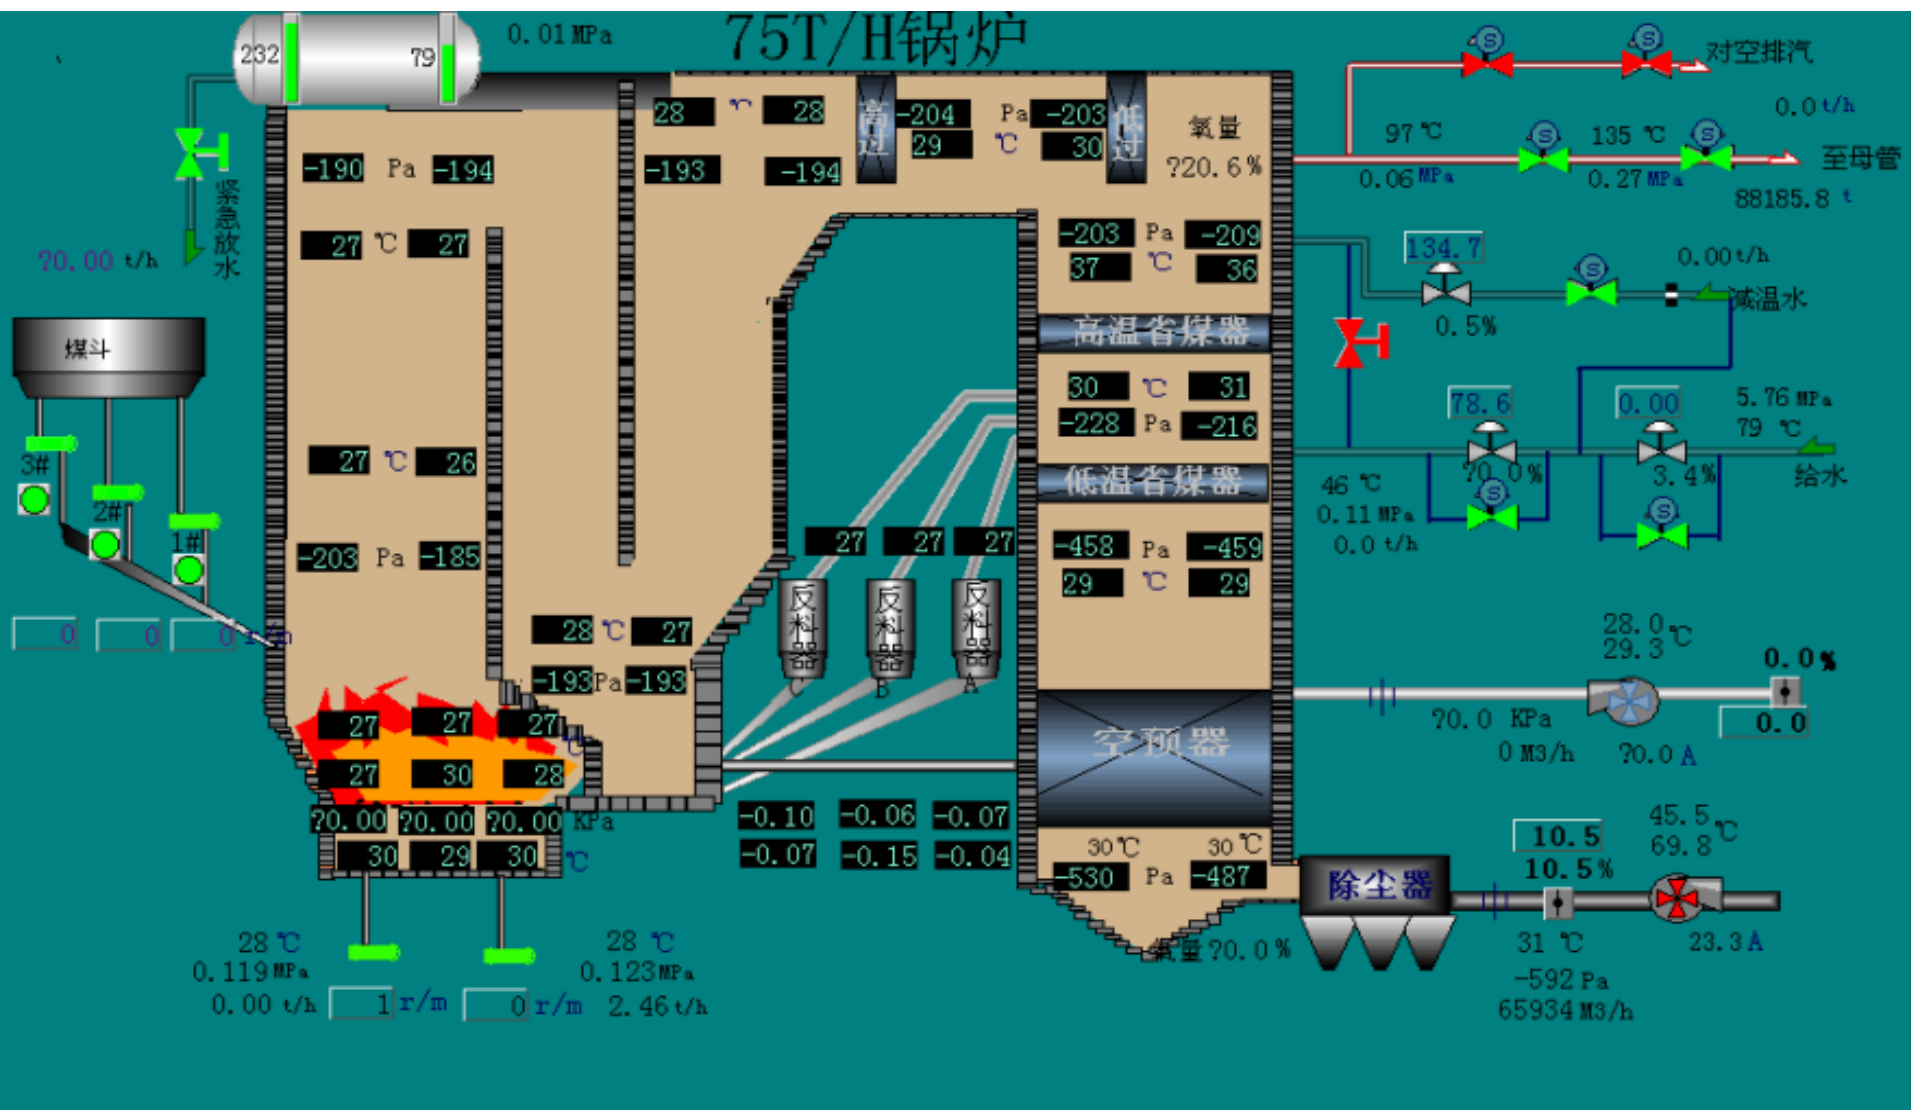 75T/H锅炉
232
79
0.01MPa
对空排汽
0.0t/h
28 ℃ 28
高过
-204 Pa -203
29 ℃ 30
低过
氧量
?20.6%
97℃
135 ℃
至母管
0.06MPa
0.27MPa
88185.8 t
-190 Pa -194
-193
-194
紧急放水
?0.00 t/h
27 ℃ 27
-203 Pa -209
37 ℃ 36
134.7
0.00t/h
减温水
0.5%
煤斗
高温省煤器
30 ℃ 31
-228 Pa -216
78.6
0.00
5.76 MPa
79 ℃
给水
?0.0%
3.4%
27 ℃ 26
低温省煤器
46 ℃
0.11 MPa
0.0 t/h
3#
2#
1#
-203 Pa -185
27
27
27
-458 Pa -459
29 ℃ 29
反料器
反料器
反料器
C
B
A
0
0
0 r/m
28 ℃ 27
-193Pa-193
28.0
29.3
℃
0.0%
0.0
?0.0 KPa
0 M3/h
?0.0 A
27
27
27
℃
27
30
28
空预器
?0.00
?0.00
?0.00
KPa
30
29
30
℃
-0.10
-0.06
-0.07
-0.07
-0.15
-0.04
30℃
30℃
-530 Pa -487
除尘器
10.5
10.5%
45.5
69.8
℃
氧量?0.0%
31 ℃
23.3A
-592 Pa
65934 M3/h
28 ℃
0.119MPa
0.00 t/h
1 r/m
0 r/m
28 ℃
0.123MPa
2.46t/h
S
S
S
S
S
S
S